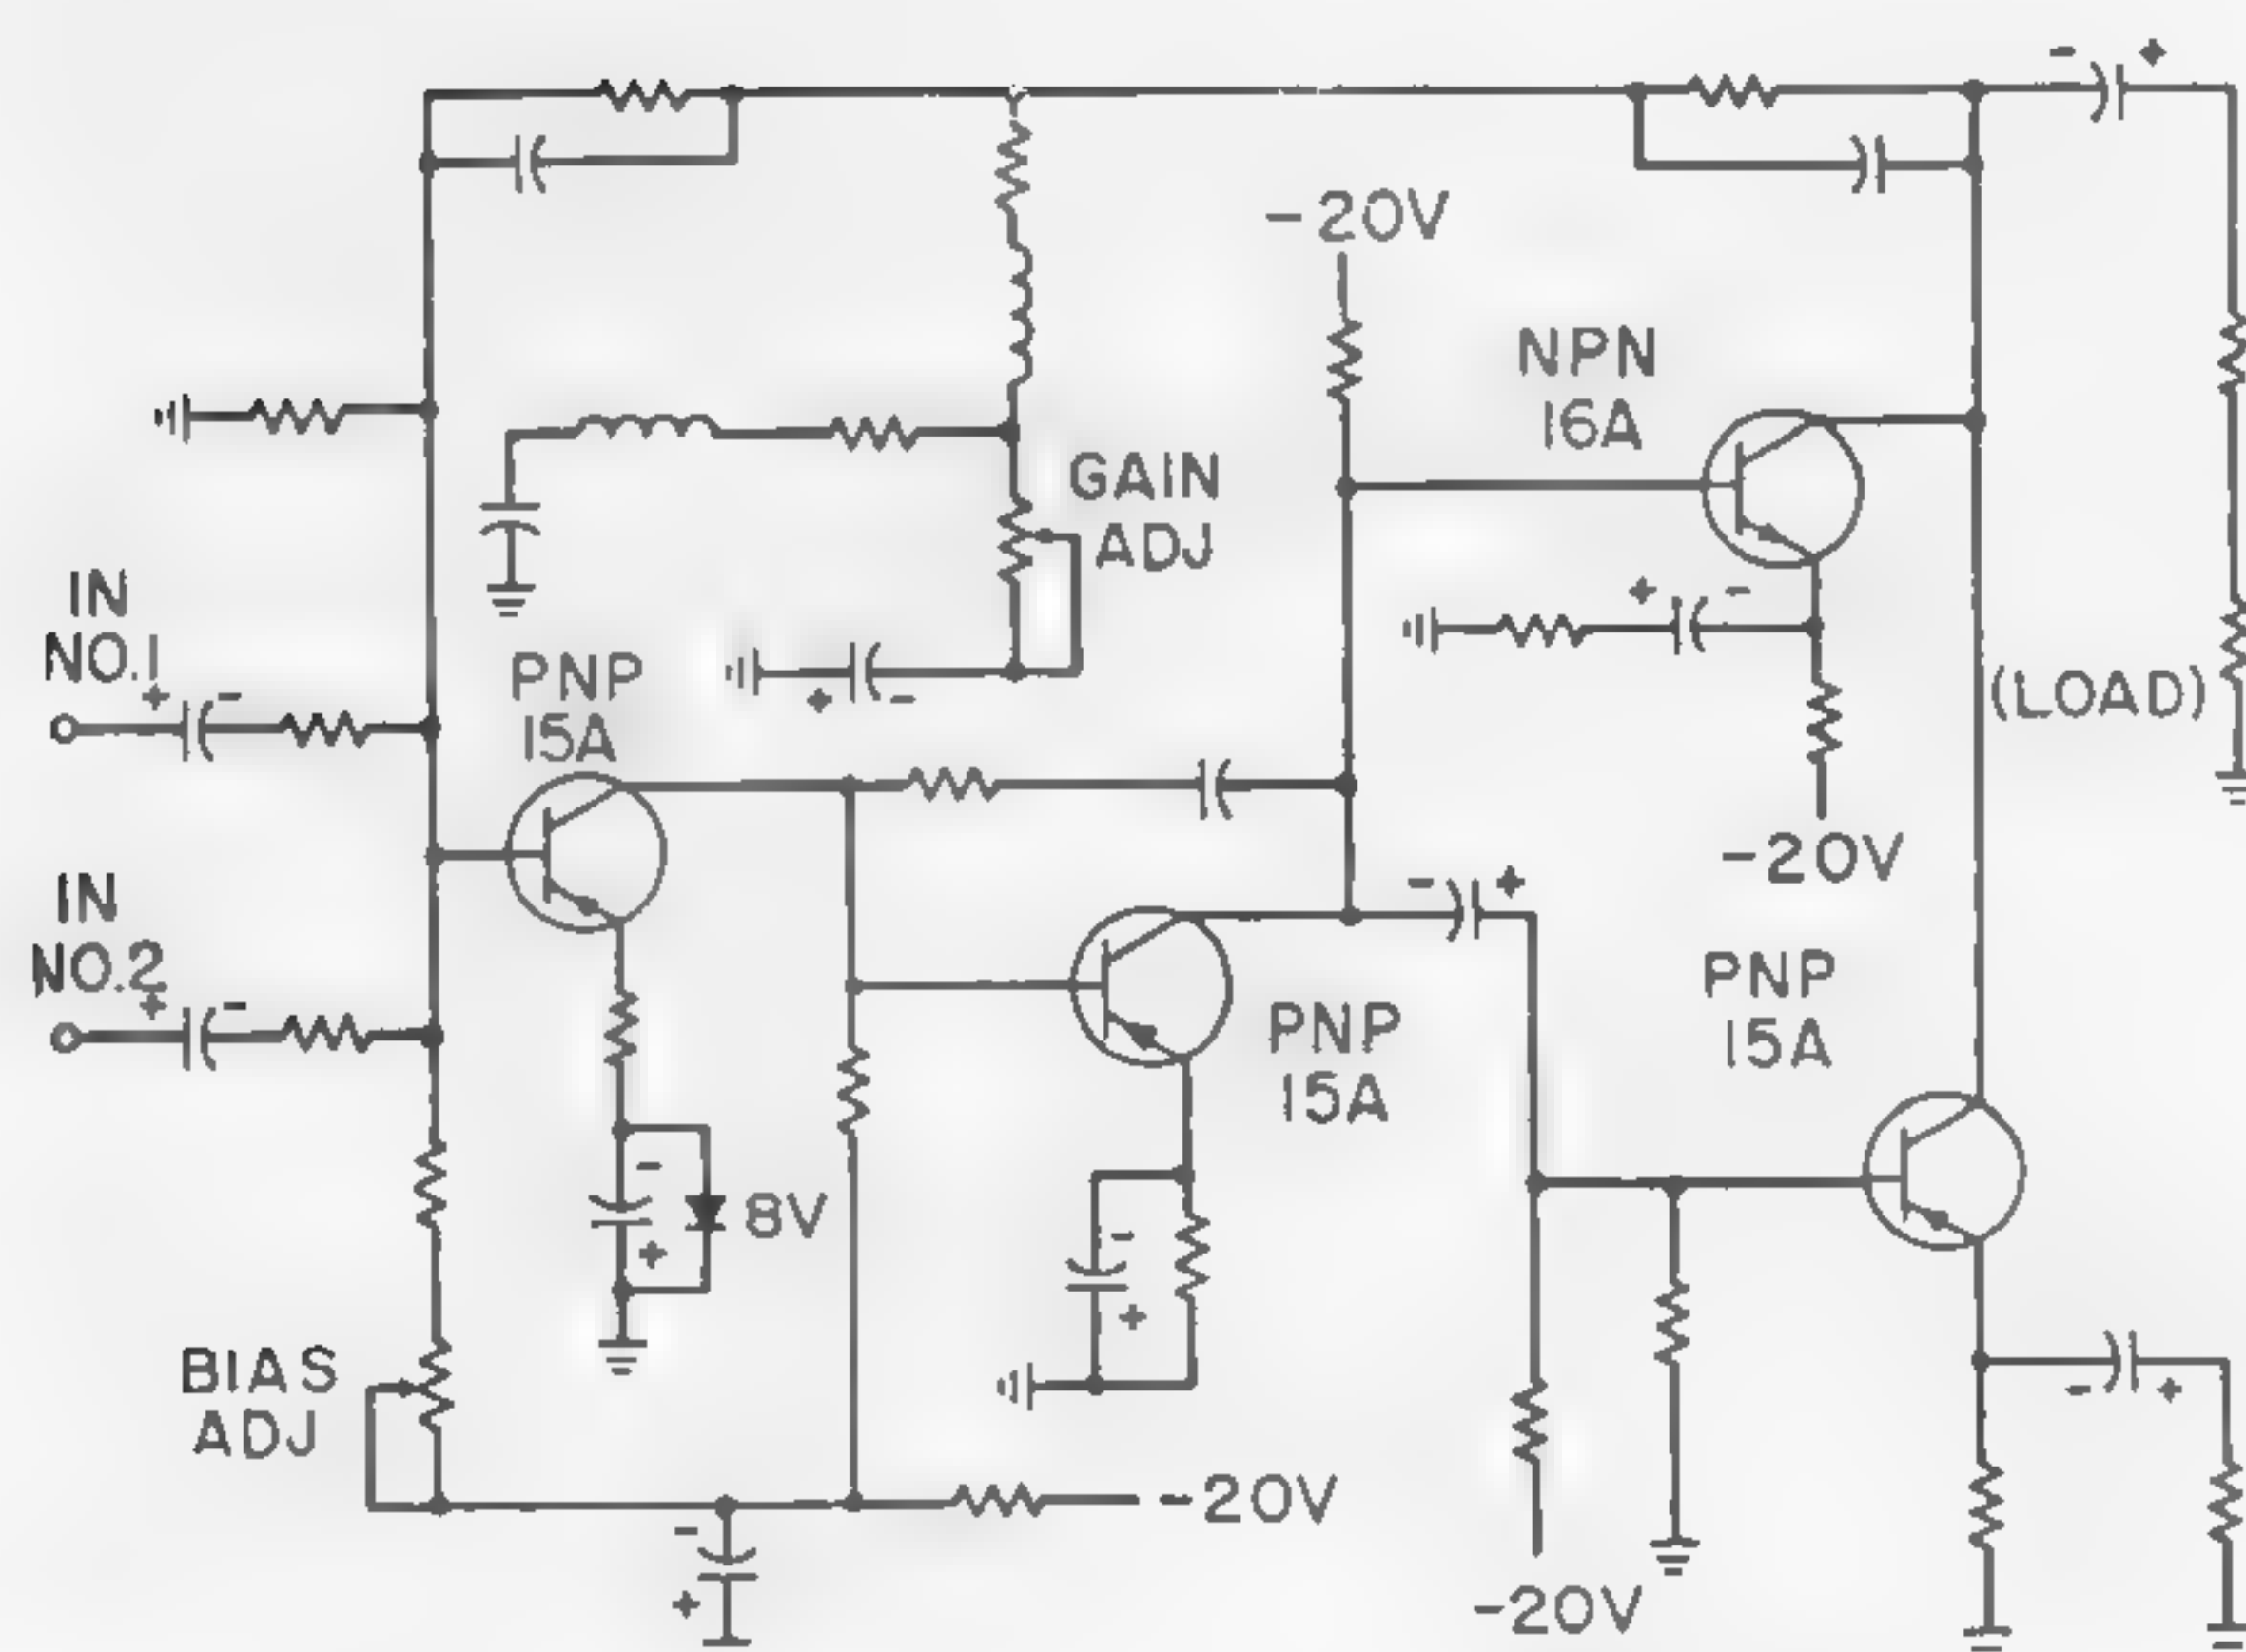 -20V
NPN
16A
GAIN
ADJ
IN
NO.1
+ -
PNP
15A
+ -
+ -
(LOAD)
-20V
IN
NO.2
+ -
- +
PNP
15A
PNP
15A
-
8V
+
-
+
BIAS
ADJ
- +
-20V
-
+
-20V
- +